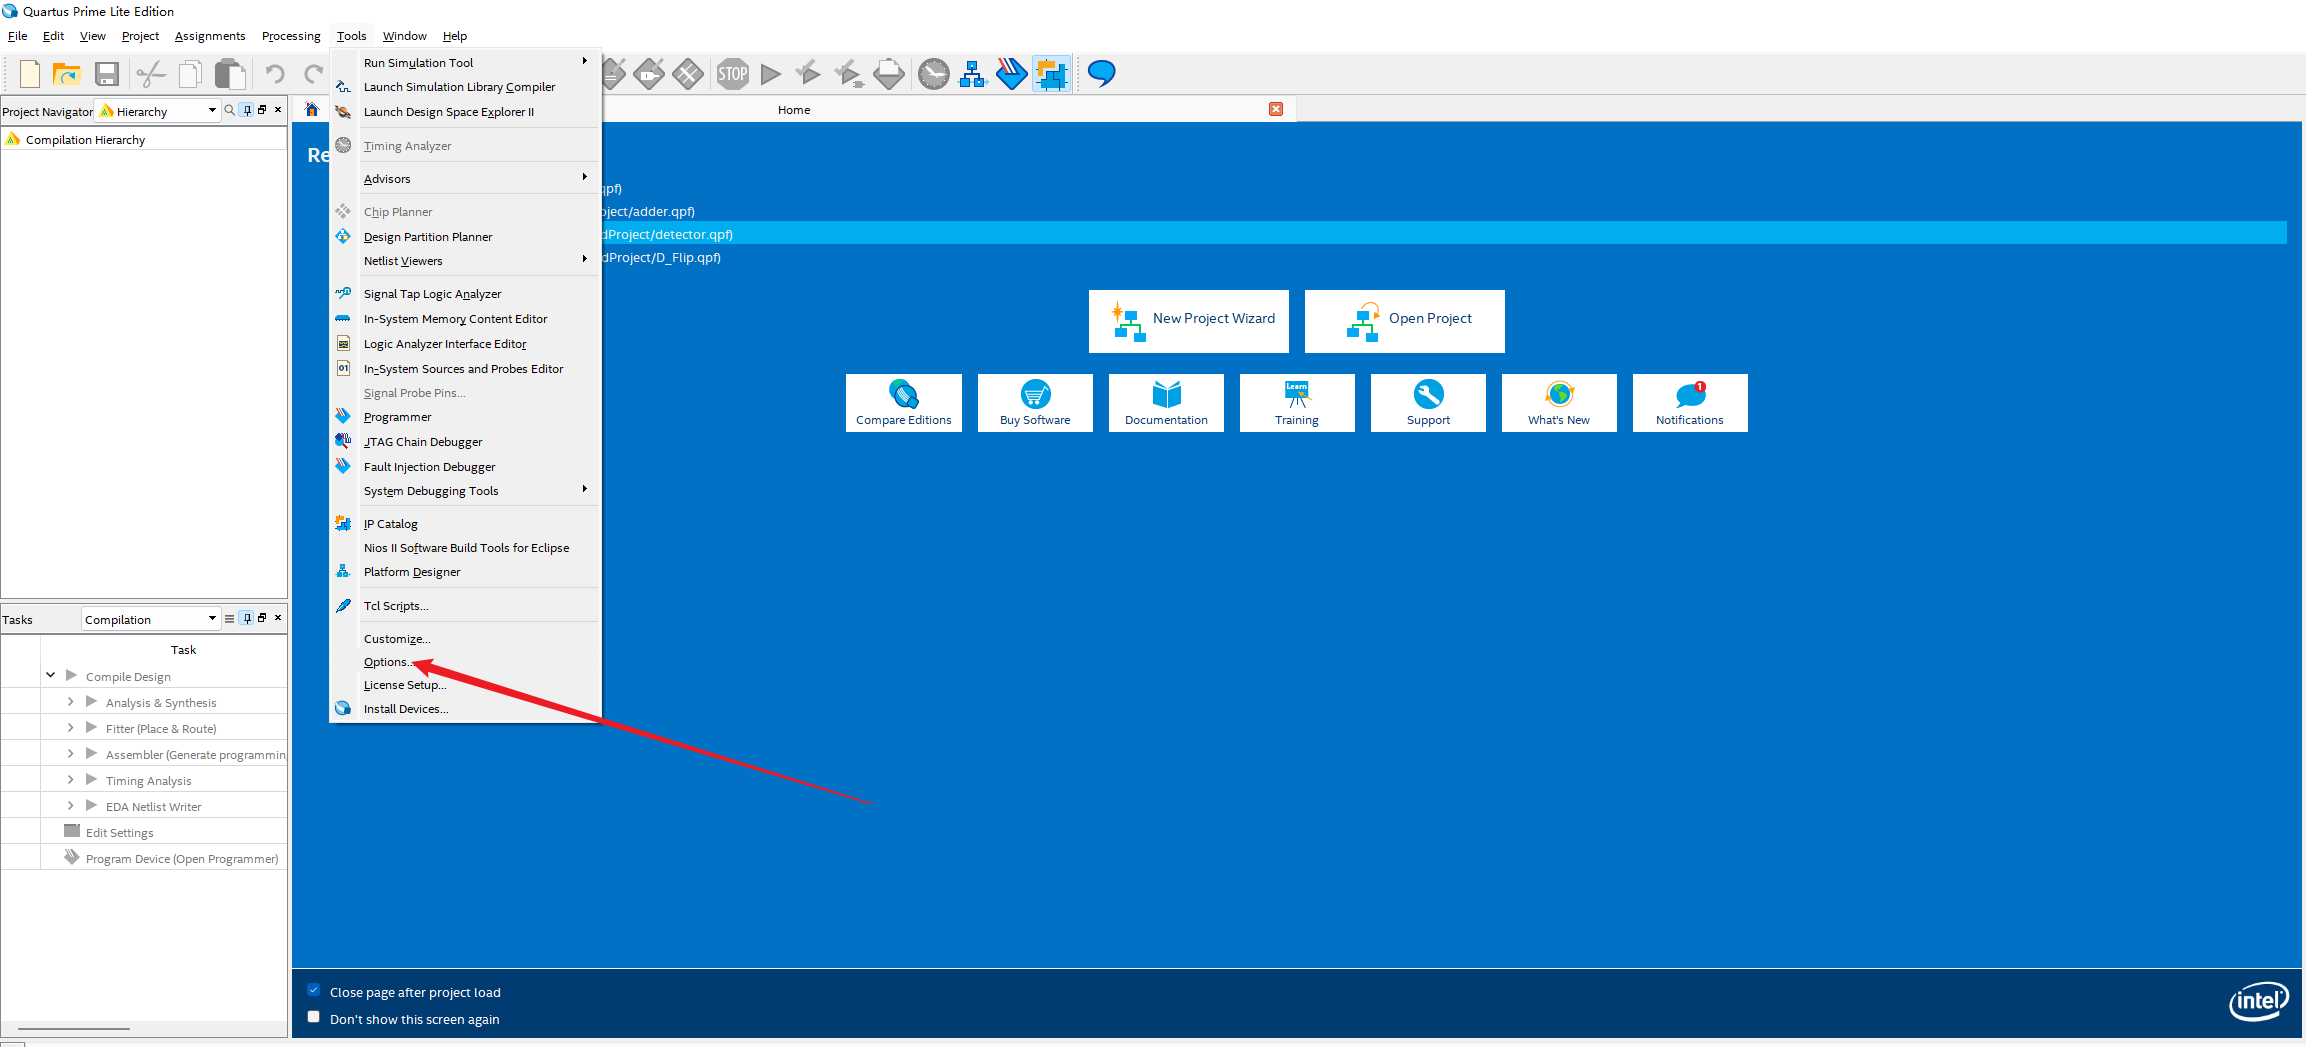 Quartus Prime Lite Edition
File Edit View Project Assignments Processing Tools Window Help
Project Navigator Hierarchy
Compilation Hierarchy
Run Simulation Tool
Launch Simulation Library Compiler
Launch Design Space Explorer II
Timing Analyzer
Advisors
Chip Planner
Design Partition Planner
Netlist Viewers
Signal Tap Logic Analyzer
In-System Memory Content Editor
Logic Analyzer Interface Editor
In-System Sources and Probes Editor
Signal Probe Pins...
Programmer
JTAG Chain Debugger
Fault Injection Debugger
System Debugging Tools
IP Catalog
Nios II Software Build Tools for Eclipse
Platform Designer
Tcl Scripts...
Customize...
Options...
License Setup...
Install Devices...
STOP
Home
Re
qpf)
oject/adder.qpf)
dProject/detector.qpf)
dProject/D_Flip.qpf)
New Project Wizard
Open Project
Compare Editions
Buy Software
Documentation
Learn
Training
Support
What's New
1
Notifications
Tasks Compilation
Task
Compile Design
Analysis & Synthesis
Fitter (Place & Route)
Assembler (Generate programmin
Timing Analysis
EDA Netlist Writer
Edit Settings
Program Device (Open Programmer)
Close page after project load
Don't show this screen again
intel